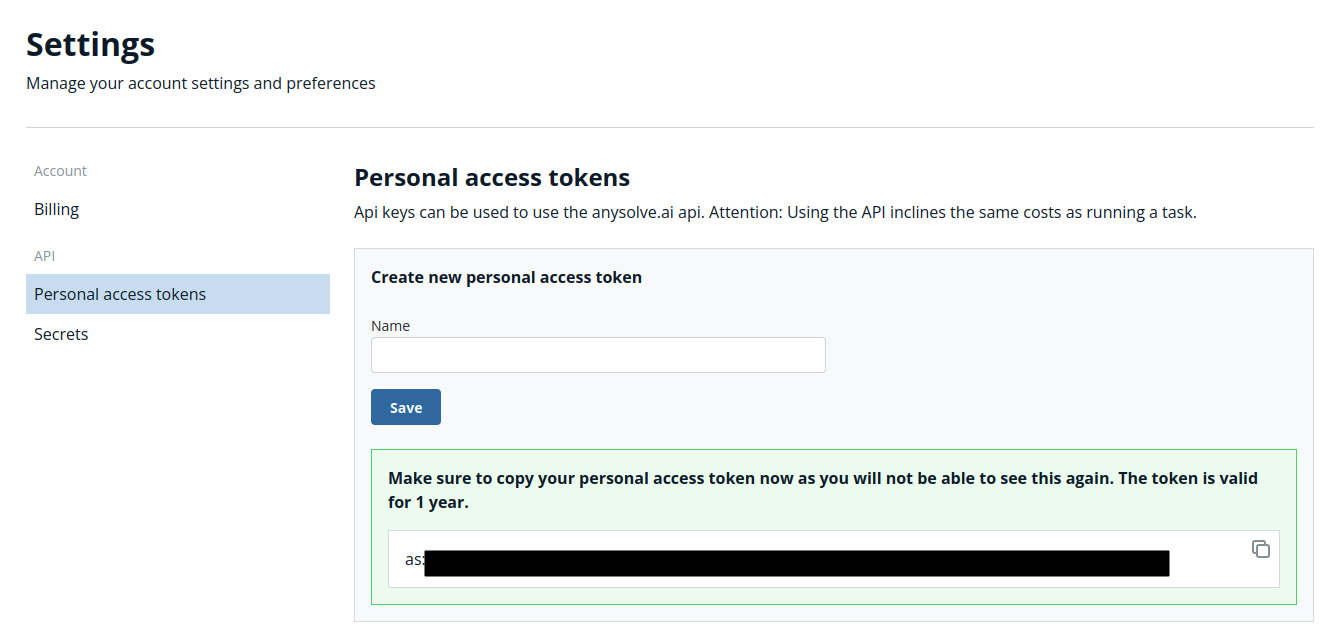 Settings
Manage your account settings and preferences
Account
Billing
API
Personal access tokens
Secrets
Personal access tokens
Api keys can be used to use the anysolve.ai api. Attention: Using the API inclines the same costs as running a task.
Create new personal access token
Name
Save
Make sure to copy your personal access token now as you will not be able to see this again. The token is valid
for 1 year.
as: